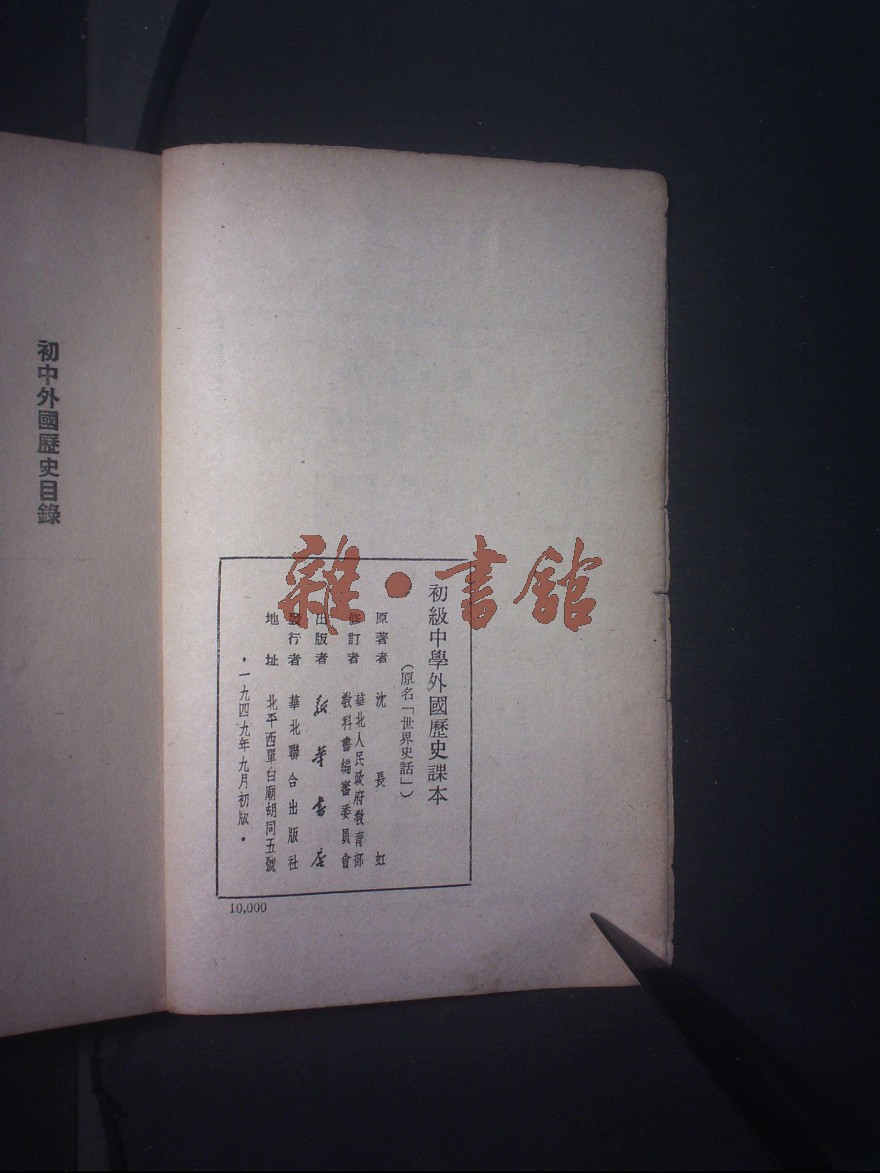 雜·書館
初級中學外國歷史課本
（原名「世界史話」）
原著者 沈長虹
修訂者 華北人民政府教育部教科書編審委員會
出版者 新華書店
發行者 華北聯合出版社
地址 北平西單白廟胡同五號
·一九四九年九月初版·
10,000
初中外國歷史目錄